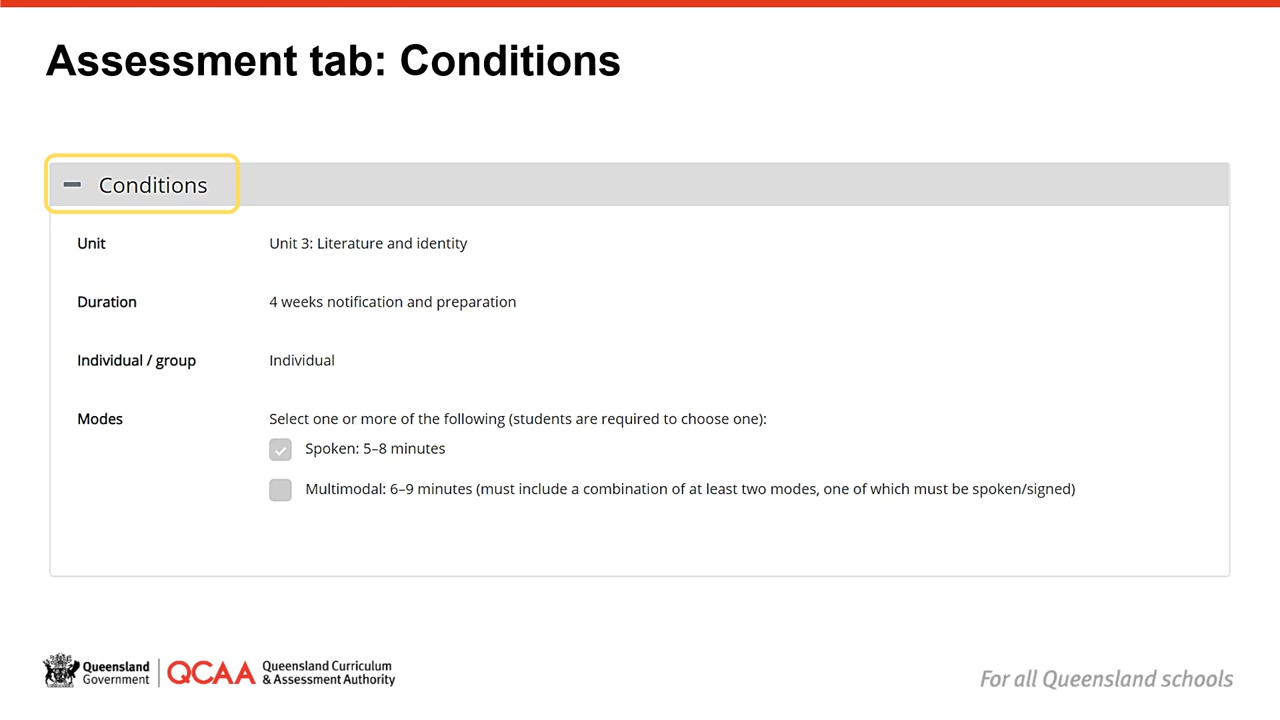 Assessment tab: Conditions
Conditions
Unit
Unit 3: Literature and identity
Duration
4 weeks notification and preparation
Individual / group
Individual
Modes
Select one or more of the following (students are required to choose one):
Spoken: 5–8 minutes
Multimodal: 6–9 minutes (must include a combination of at least two modes, one of which must be spoken/signed)
Queensland
Government
QCAA
Queensland Curriculum
& Assessment Authority
For all Queensland schools